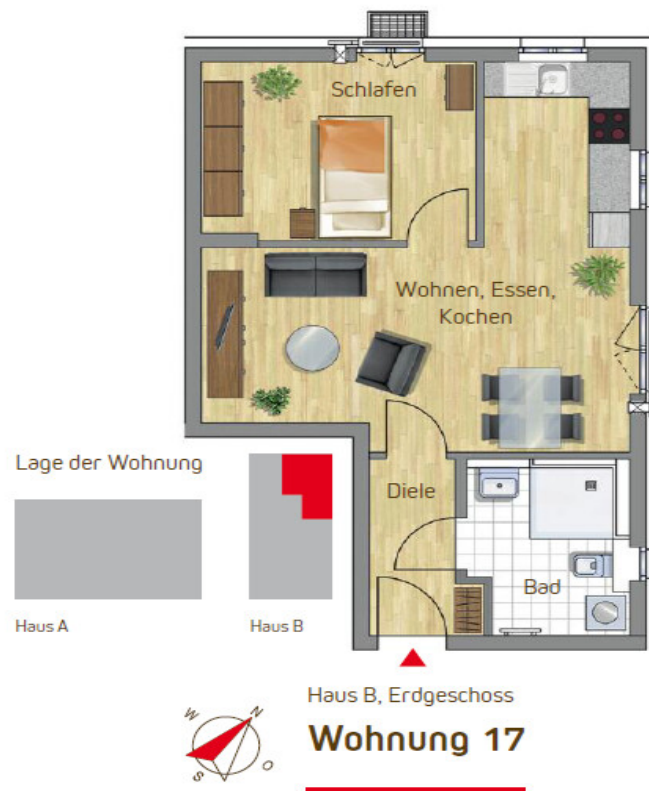 Schlafen
Wohnen, Essen,
Kochen
Lage der Wohnung
Diele
Bad
Haus A
Haus B
Haus B, Erdgeschoss
W
N
S
O
Wohnung 17